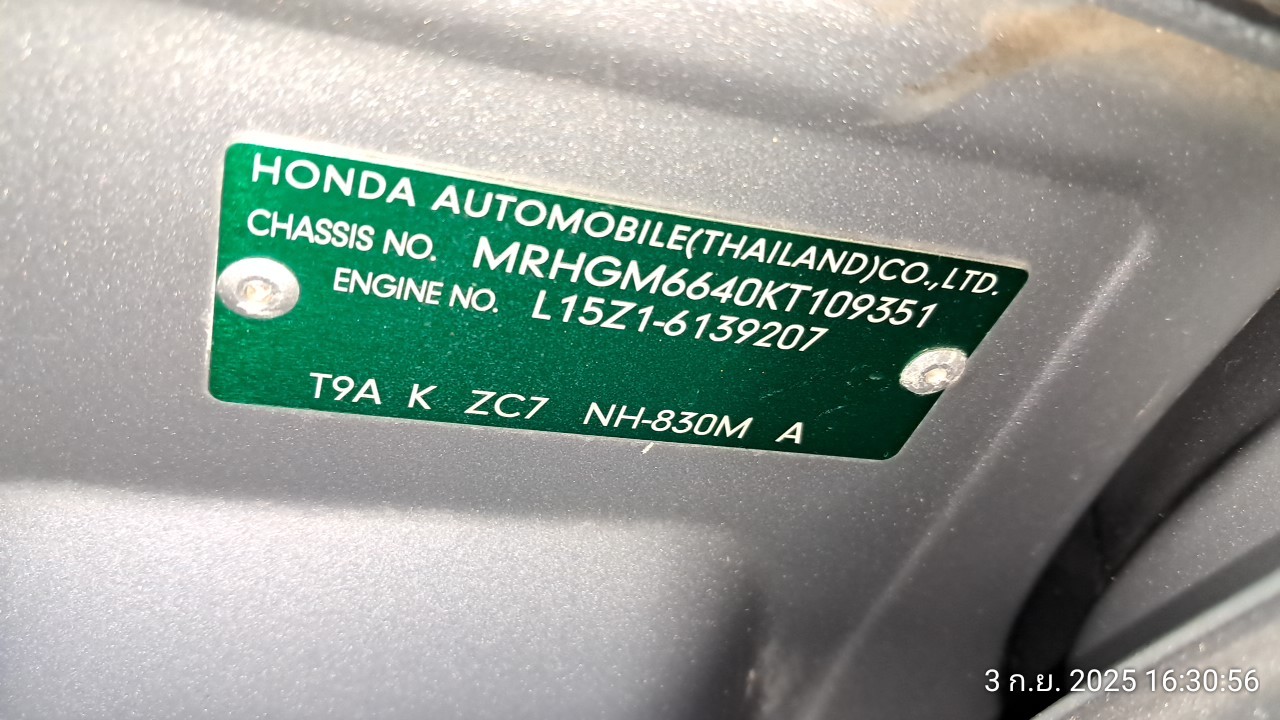 HONDA AUTOMOBILE(THAILAND)CO.,LTD.
CHASSIS NO. MRHGM6640KT109351
ENGINE NO. L15Z1-6139207
T9A K ZC7 NH-830M A
3 ก.ย. 2025 16:30:56